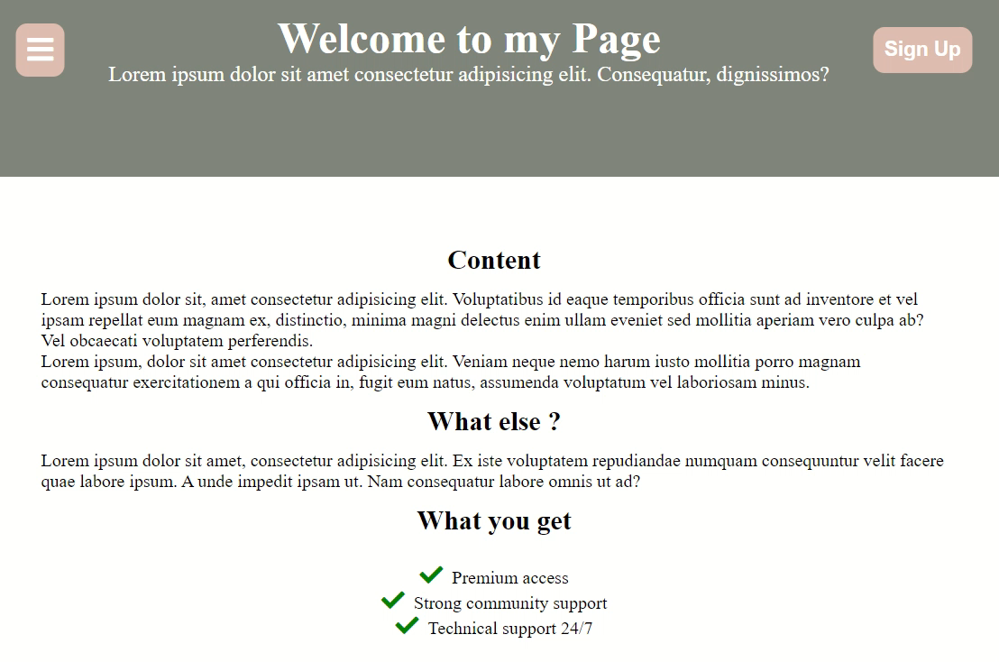 Welcome to my Page
Sign Up
Lorem ipsum dolor sit amet consectetur adipisicing elit. Consequatur, dignissimos?
Content
Lorem ipsum dolor sit, amet consectetur adipisicing elit. Voluptatibus id eaque temporibus officia sunt ad inventore et vel
ipsam repellat eum magnam ex, distinctio, minima magni delectus enim ullam eveniet sed mollitia aperiam vero culpa ab?
Vel obcaecati voluptatem perferendis.
Lorem ipsum, dolor sit amet consectetur adipisicing elit. Veniam neque nemo harum iusto mollitia porro magnam
consequatur exercitationem a qui officia in, fugit eum natus, assumenda voluptatum vel laboriosam minus.
What else ?
Lorem ipsum dolor sit amet, consectetur adipisicing elit. Ex iste voluptatem repudiandae numquam consequuntur velit facere
quae labore ipsum. A unde impedit ipsam ut. Nam consequatur labore omnis ut ad?
What you get
Premium access
Strong community support
Technical support 24/7